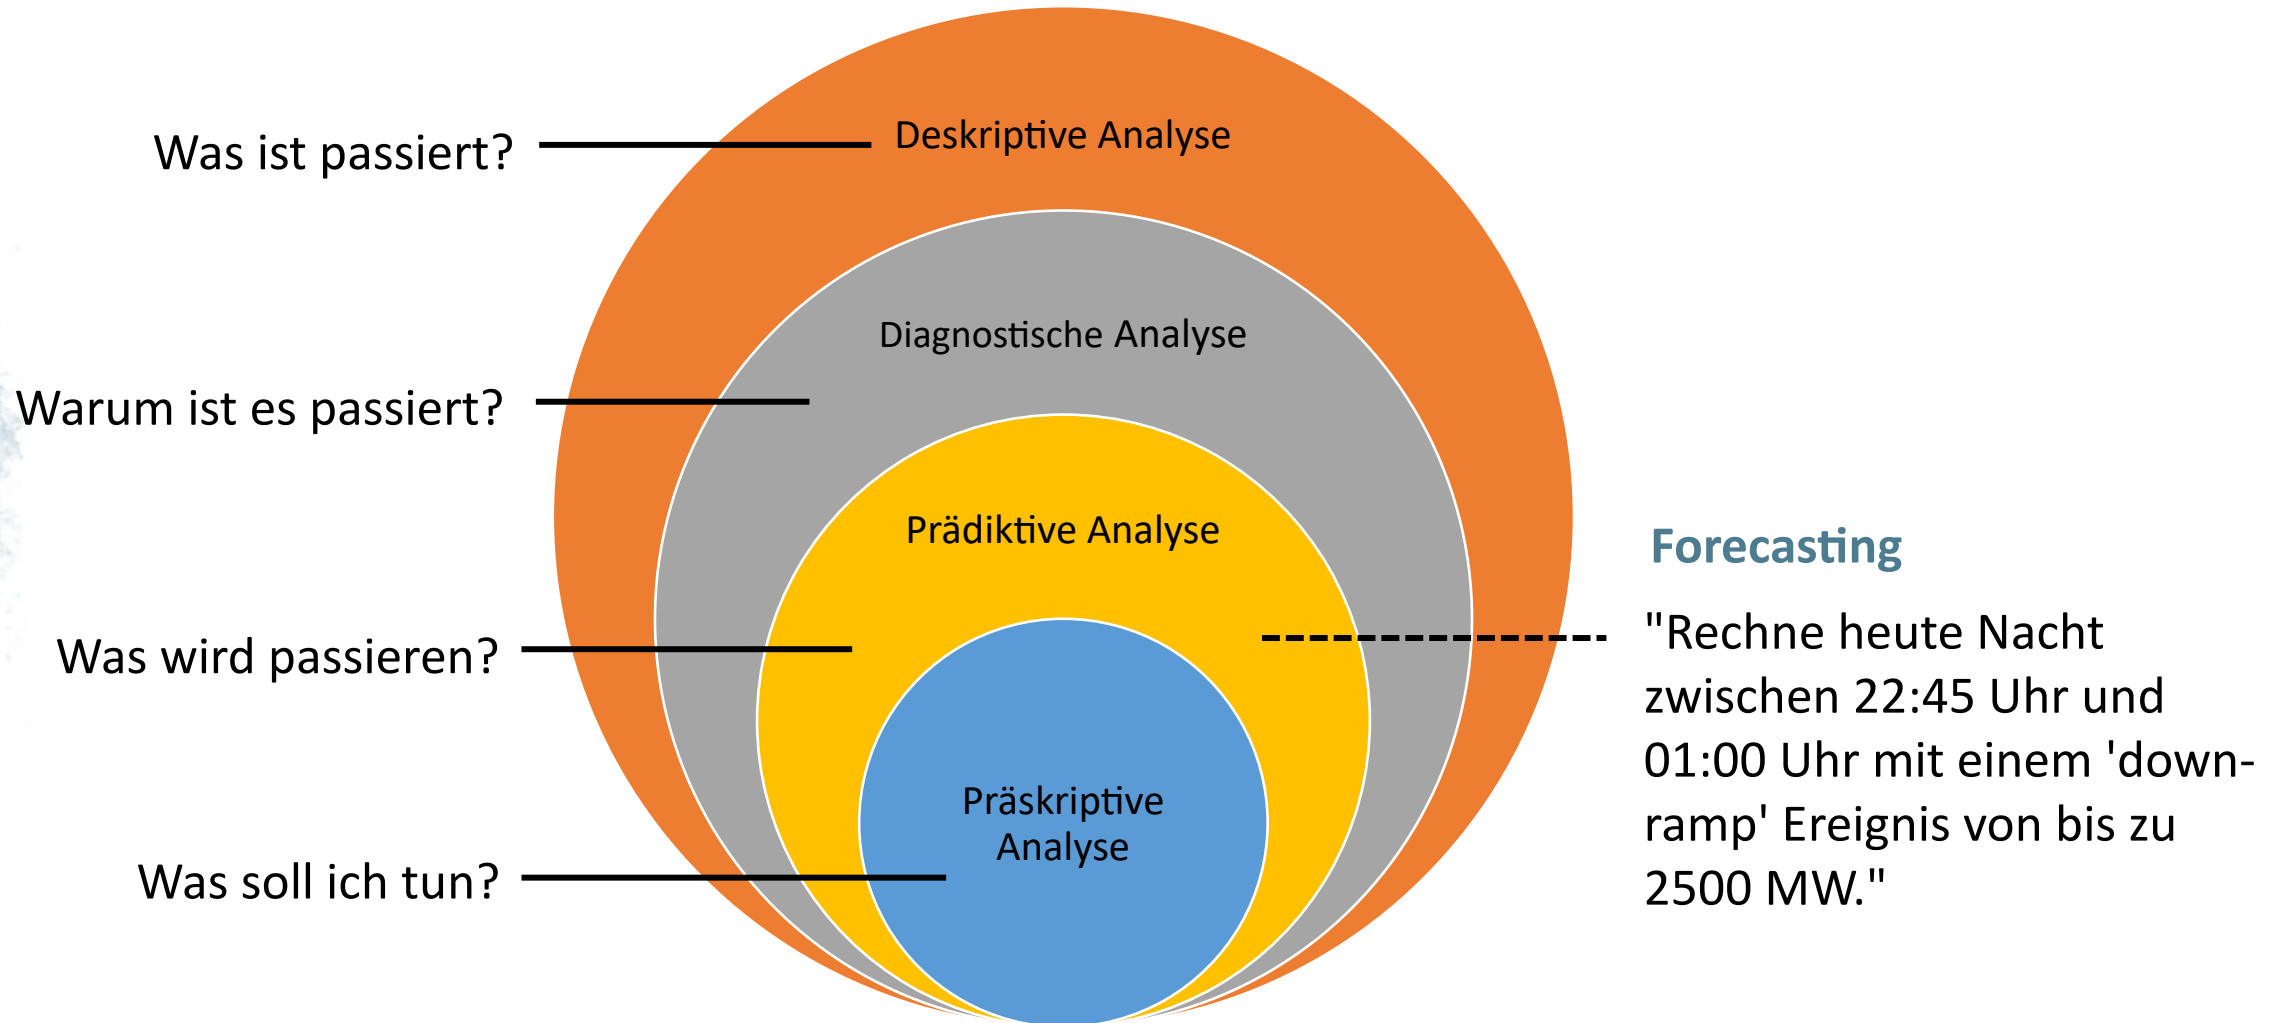 Was ist passiert?
Deskriptive Analyse
Warum ist es passiert?
Diagnostische Analyse
Was wird passieren?
Prädiktive Analyse
Was soll ich tun?
Präskriptive
Analyse
Forecasting
"Rechne heute Nacht
zwischen 22:45 Uhr und
01:00 Uhr mit einem 'down-
ramp' Ereignis von bis zu
2500 MW."